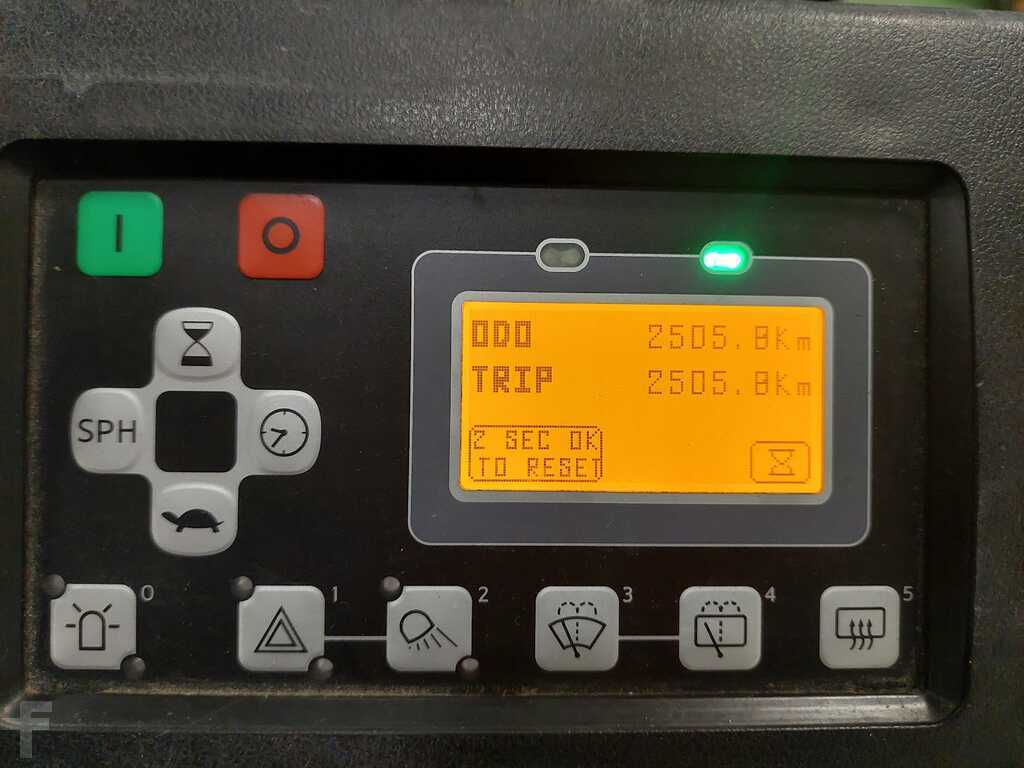 I
O
SPH
ODO 2505.8Km
TRIP 2505.8Km
2 SEC OK
TO RESET
0
1
2
3
4
5
F